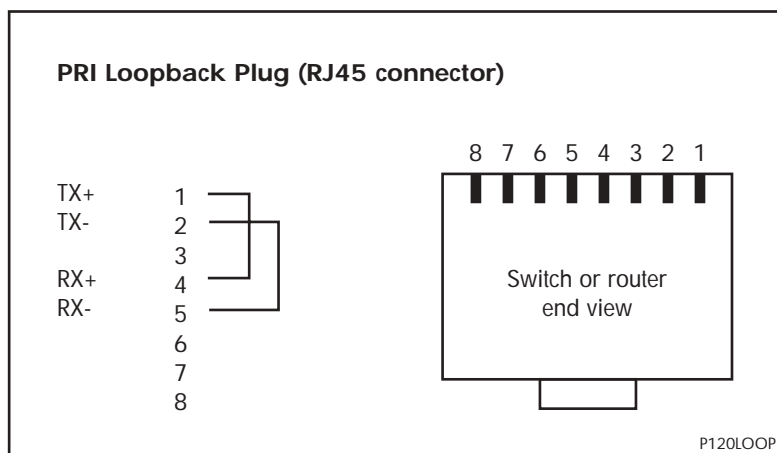 PRI Loopback Plug (RJ45 connector)
TX+ 1
TX- 2
3
RX+ 4
RX- 5
6
7
8
8 7 6 5 4 3 2 1
Switch or router
end view
P120LOOP